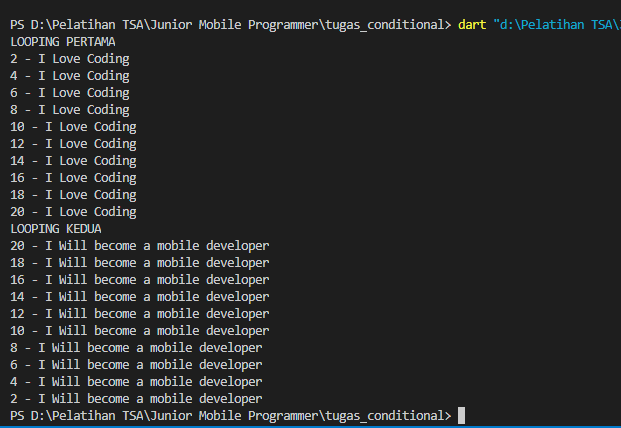 PS D:\Pelatihan TSA\Junior Mobile Programmer\tugas_conditional> dart "d:\Pelatihan TSA\
LOOPING PERTAMA
2 - I Love Coding
4 - I Love Coding
6 - I Love Coding
8 - I Love Coding
10 - I Love Coding
12 - I Love Coding
14 - I Love Coding
16 - I Love Coding
18 - I Love Coding
20 - I Love Coding
LOOPING KEDUA
20 - I Will become a mobile developer
18 - I Will become a mobile developer
16 - I Will become a mobile developer
14 - I Will become a mobile developer
12 - I Will become a mobile developer
10 - I Will become a mobile developer
8 - I Will become a mobile developer
6 - I Will become a mobile developer
4 - I Will become a mobile developer
2 - I Will become a mobile developer
PS D:\Pelatihan TSA\Junior Mobile Programmer\tugas_conditional>